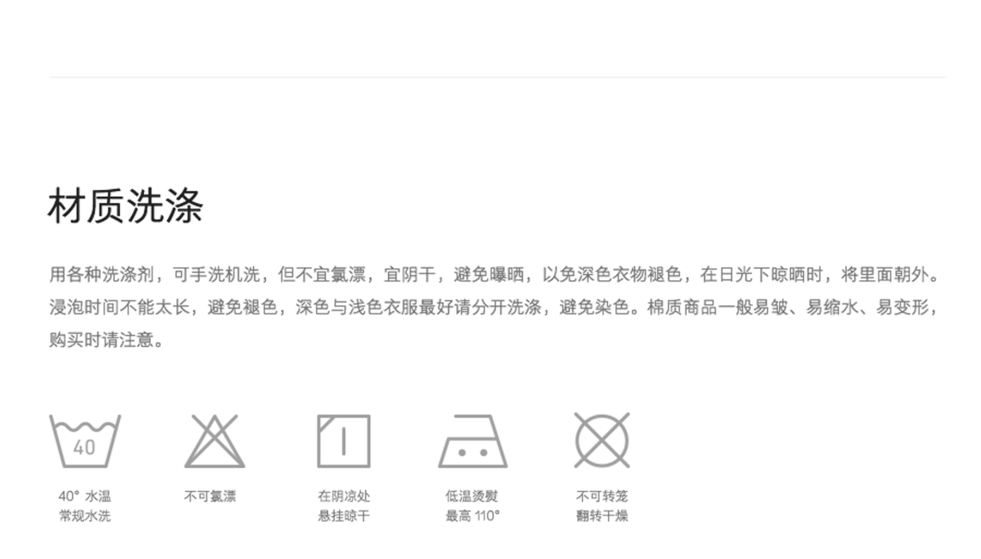 材质洗涤
用各种洗涤剂，可手洗机洗，但不宜氯漂，宜阴干，避免曝晒，以免深色衣物褪色，在日光下晾晒时，将里面朝外。
浸泡时间不能太长，避免褪色，深色与浅色衣服最好请分开洗涤，避免染色。棉质商品一般易皱、易缩水、易变形，
购买时请注意。
40
40° 水温
常规水洗
不可氯漂
在阴凉处
悬挂晾干
低温烫熨
最高 110°
不可转笼
翻转干燥